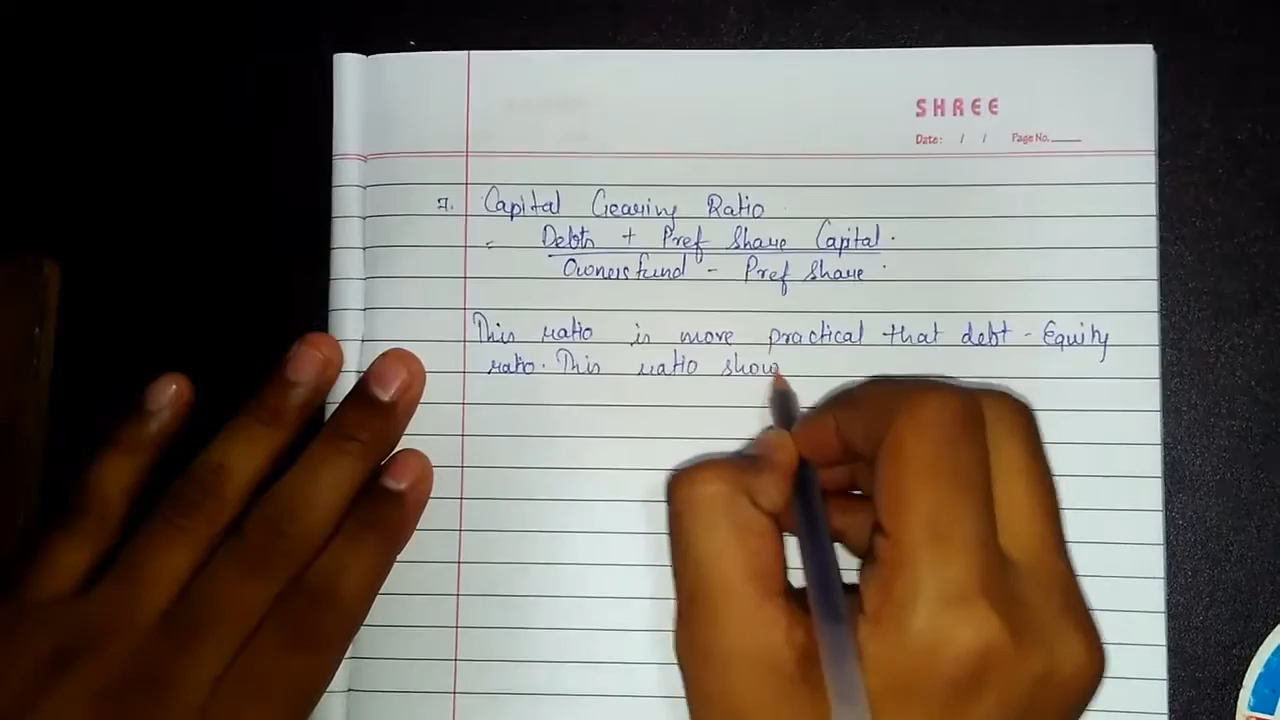 SHREE
Date: / / Page No.
7. Capital Gearing Ratio
= Debts + Pref Share Capital.
Owners fund - Pref Share.
This ratio is more practical that debt - Equity
ratio. This ratio show